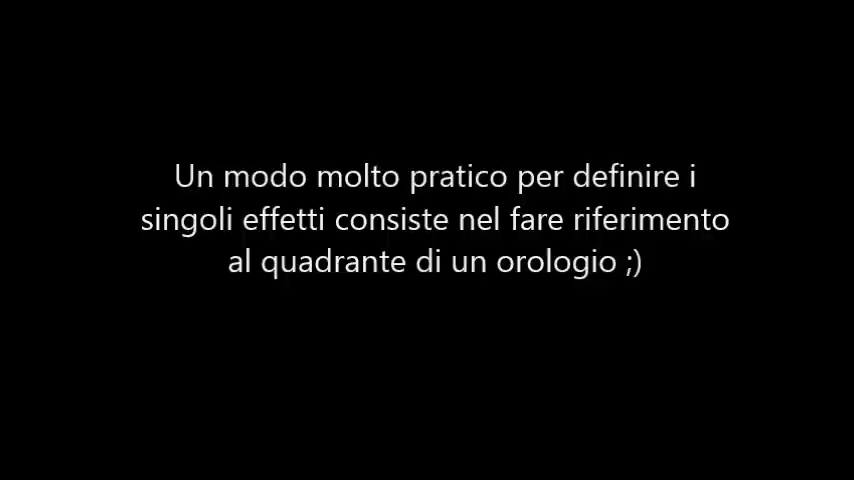 Un modo molto pratico per definire i
singoli effetti consiste nel fare riferimento
al quadrante di un orologio ;)